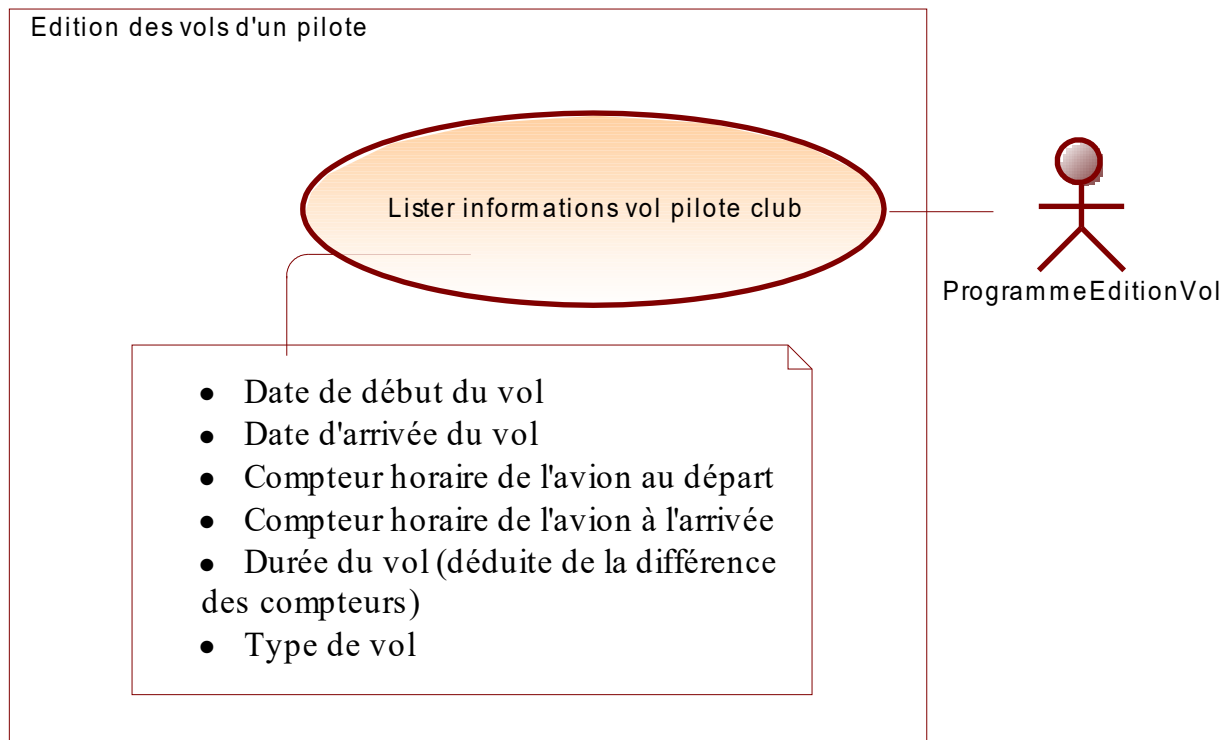 Edition des vols d'un pilote
Lister informations vol pilote club
ProgrammeEditionVol
• Date de début du vol
• Date d'arrivée du vol
• Compteur horaire de l'avion au départ
• Compteur horaire de l'avion à l'arrivée
• Durée du vol (déduite de la différence
des compteurs)
• Type de vol